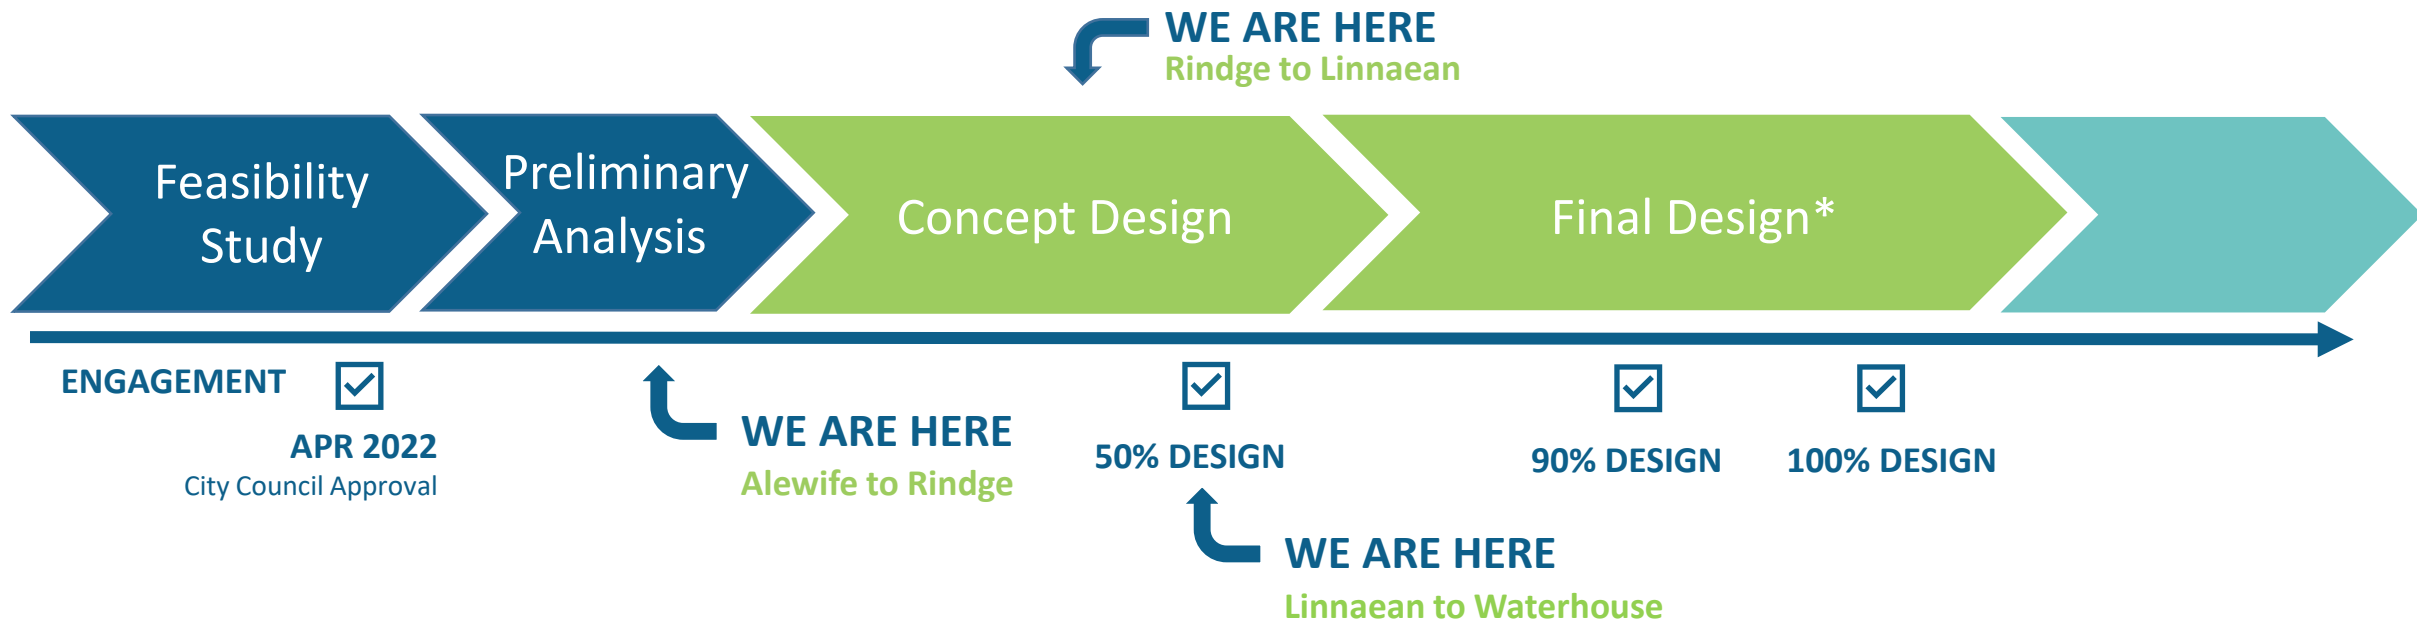 WE ARE HERE
Rindge to Linnaean
Feasibility
Study
Preliminary
Analysis
Concept Design
Final Design*
ENGAGEMENT
APR 2022
City Council Approval
WE ARE HERE
Alewife to Rindge
50% DESIGN
90% DESIGN
100% DESIGN
WE ARE HERE
Linnaean to Waterhouse